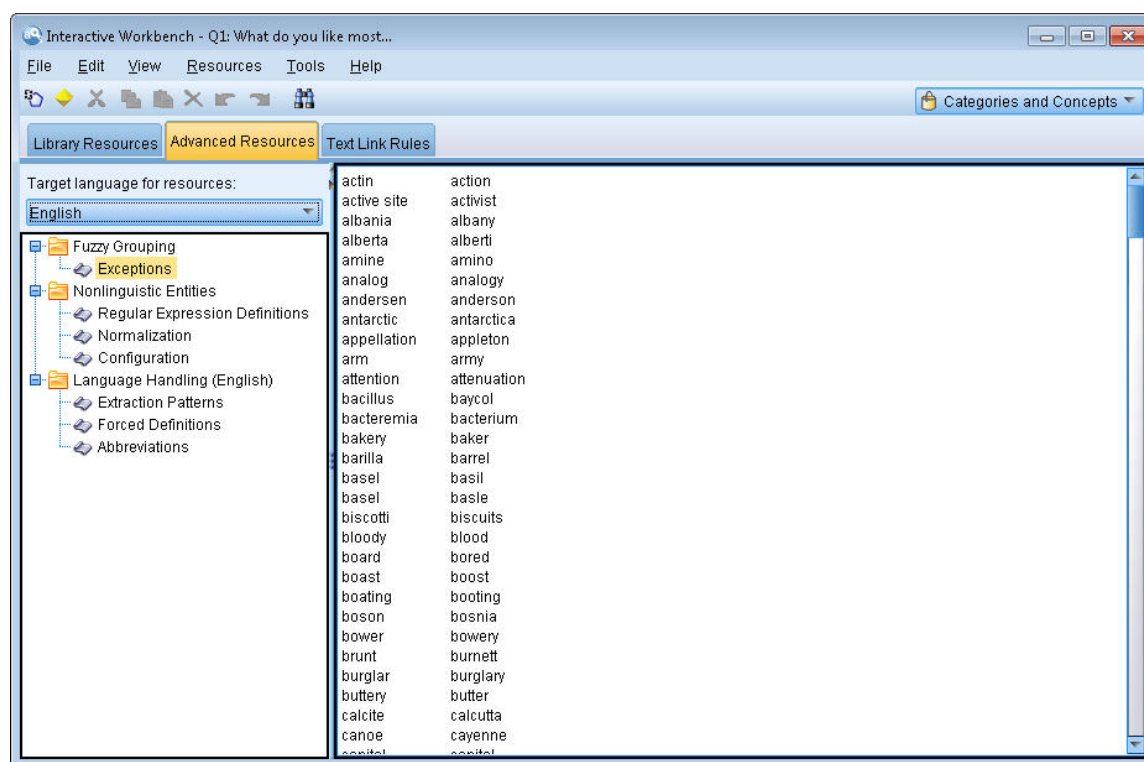 Interactive Workbench - Q1: What do you like most...
File Edit View Resources Tools Help
Categories and Concepts
Library Resources Advanced Resources Text Link Rules
Target language for resources:
English
Fuzzy Grouping
Exceptions
Nonlinguistic Entities
Regular Expression Definitions
Normalization
Configuration
Language Handling (English)
Extraction Patterns
Forced Definitions
Abbreviations
actin action
active site activist
albania albany
alberta alberti
amine amino
analog analogy
andersen anderson
antarctic antarctica
appellation appleton
arm army
attention attenuation
bacillus baycol
bacteremia bacterium
bakery baker
barilla barrel
basel basil
basel basle
biscotti biscuits
bloody blood
board bored
boast boost
boating booting
boson bosnia
bower bowery
brunt burnett
burglar burglary
buttery butter
calcite calcutta
canoe cayenne